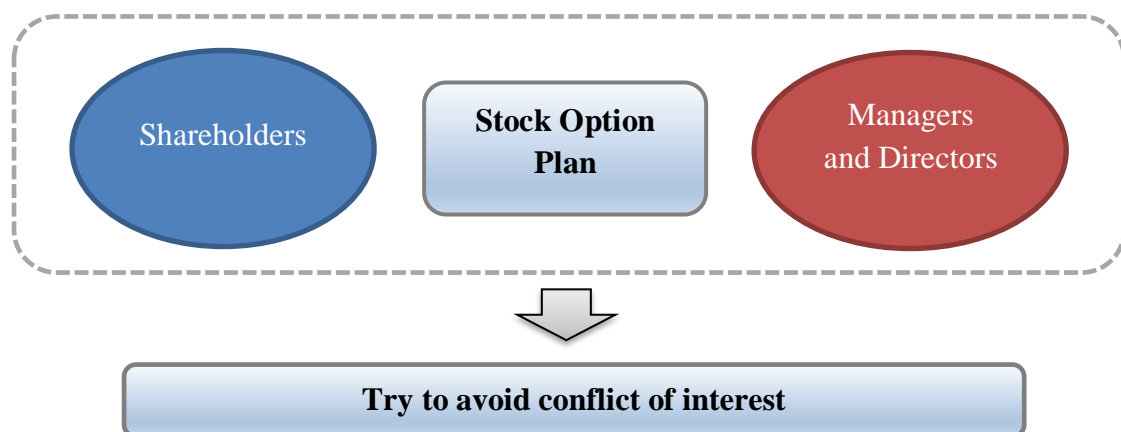 Shareholders
Stock Option
Plan
Managers
and Directors
Try to avoid conflict of interest